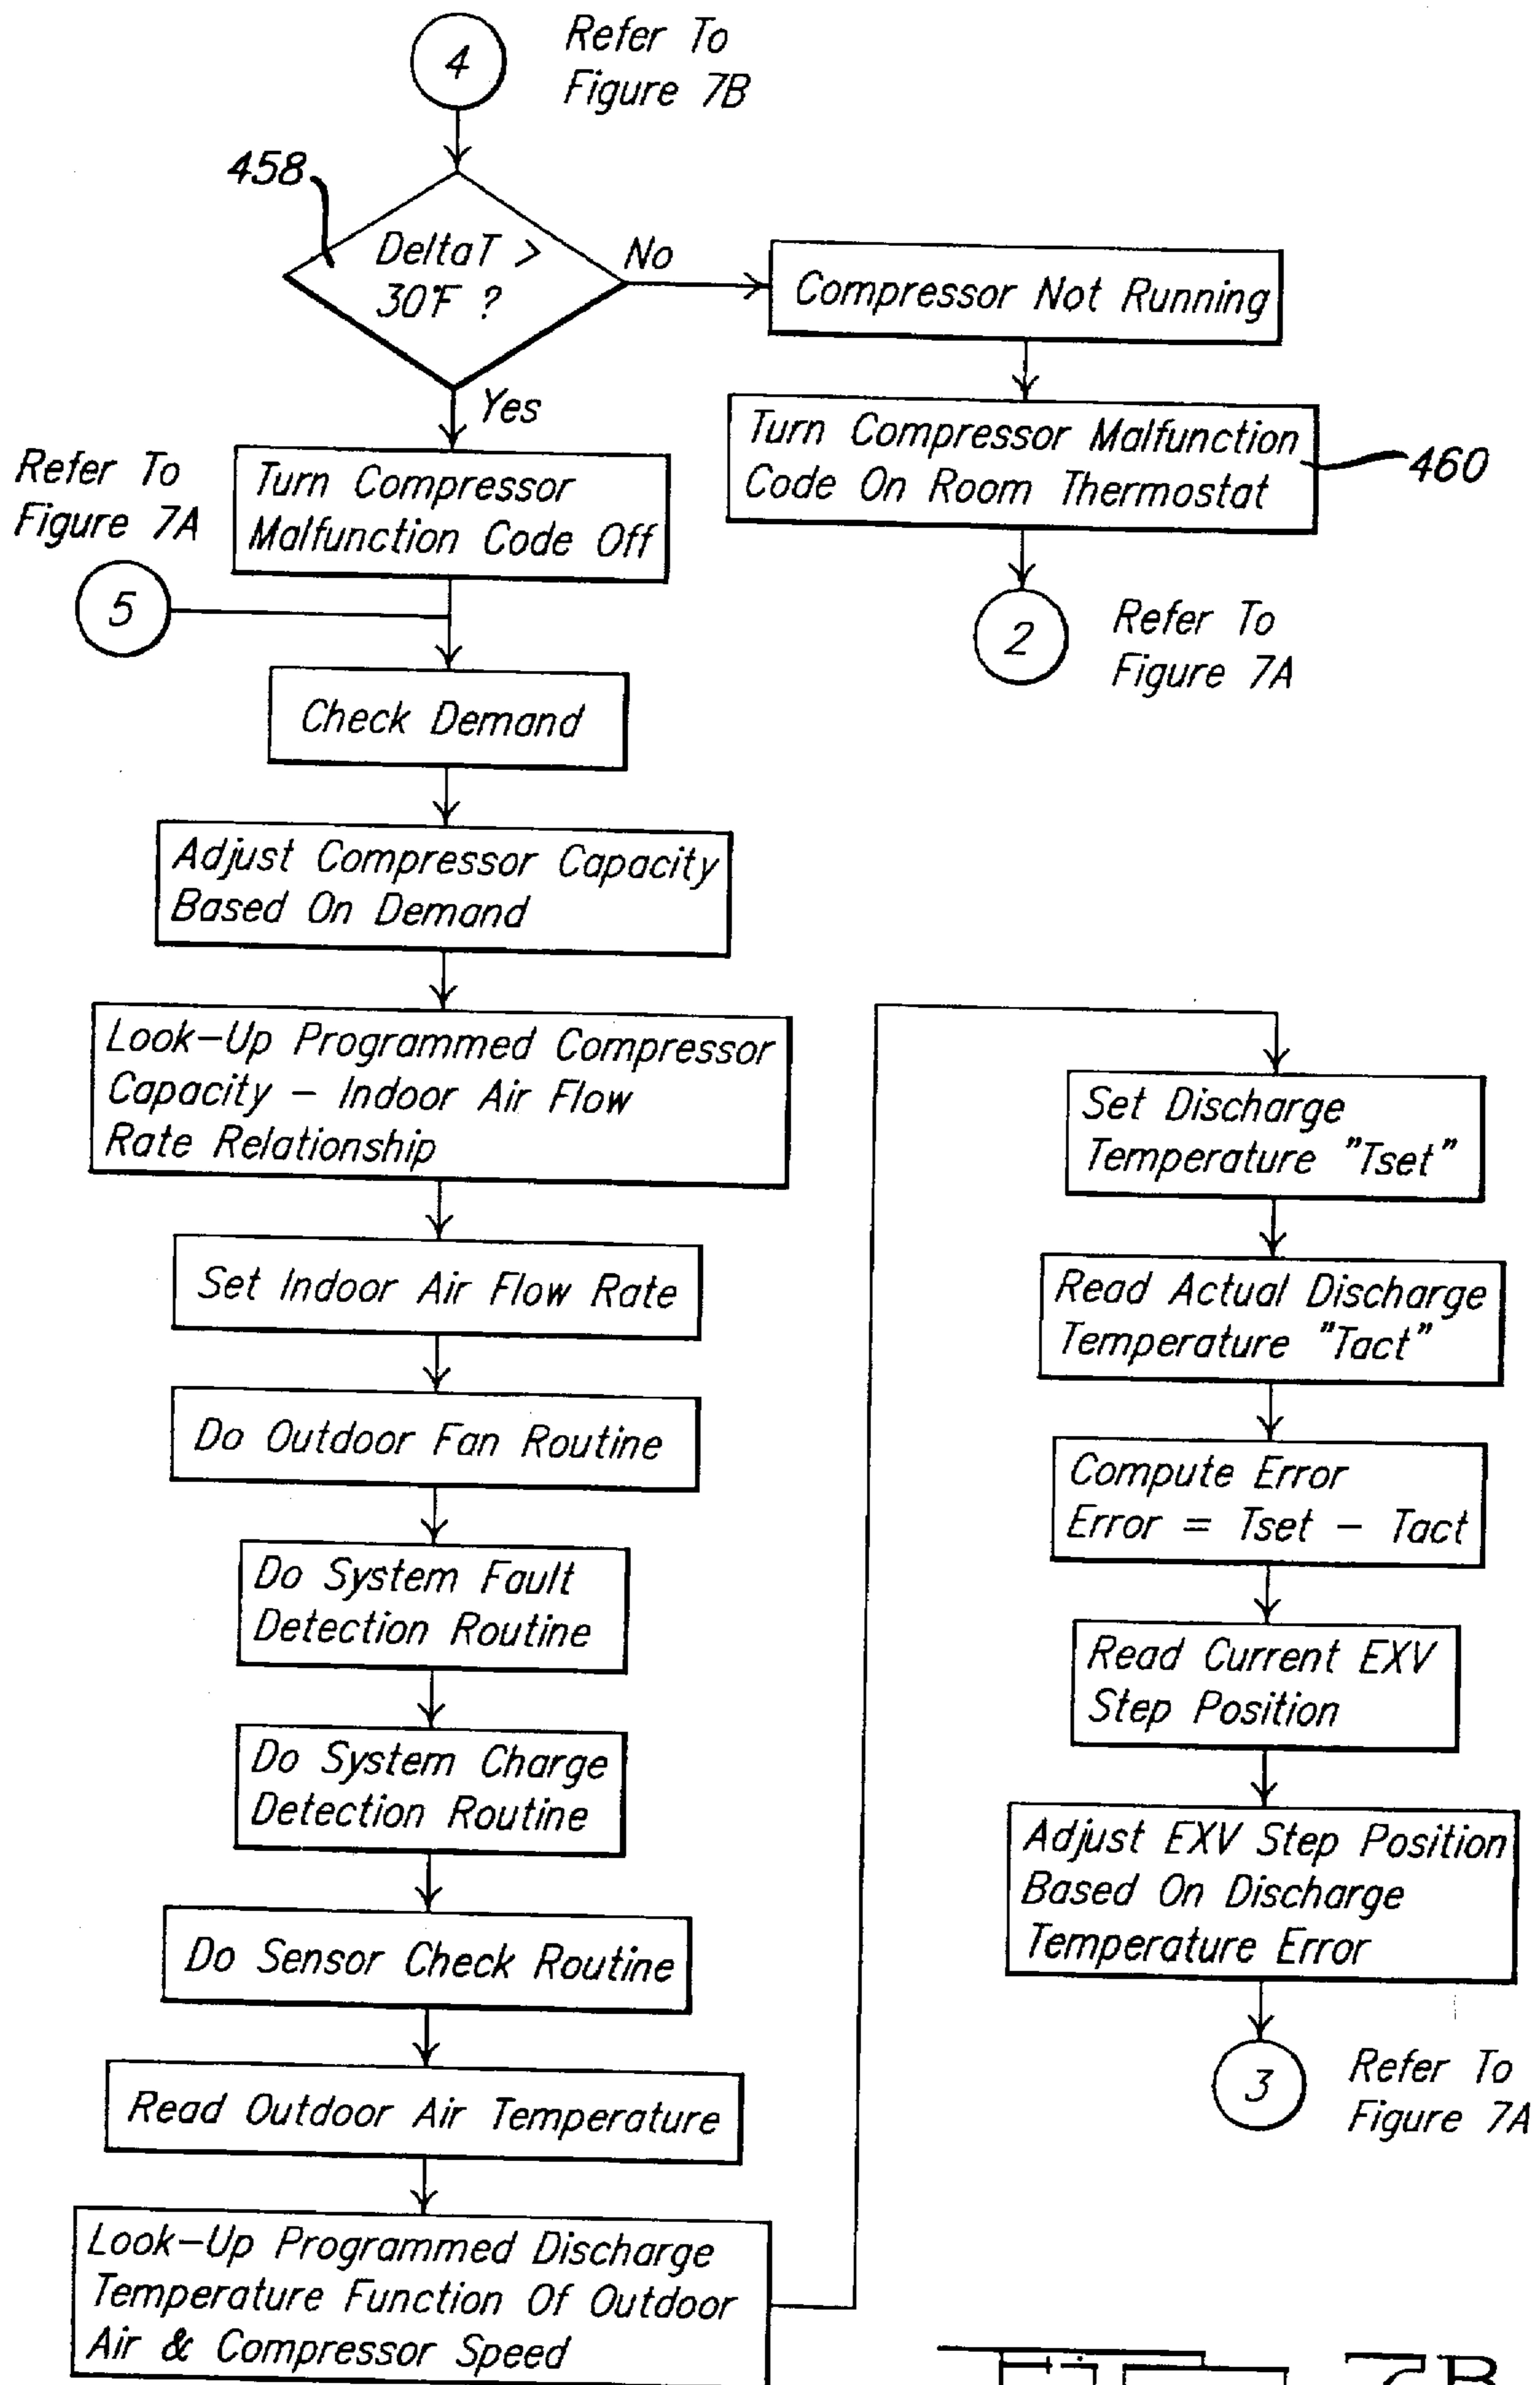 4
Refer To
Figure 7B
458
DeltaT >
30°F ?
No
Compressor Not Running
Yes
Turn Compressor Malfunction
Code On Room Thermostat
460
Refer To
Figure 7A
Turn Compressor
Malfunction Code Off
5
2
Refer To
Figure 7A
Check Demand
Adjust Compressor Capacity
Based On Demand
Look-Up Programmed Compressor
Capacity - Indoor Air Flow
Rate Relationship
Set Indoor Air Flow Rate
Do Outdoor Fan Routine
Do System Fault
Detection Routine
Do System Charge
Detection Routine
Do Sensor Check Routine
Read Outdoor Air Temperature
Look-Up Programmed Discharge
Temperature Function Of Outdoor
Air & Compressor Speed
Set Discharge
Temperature "Tset"
Read Actual Discharge
Temperature "Tact"
Compute Error
Error = Tset - Tact
Read Current EXV
Step Position
Adjust EXV Step Position
Based On Discharge
Temperature Error
3
Refer To
Figure 7A